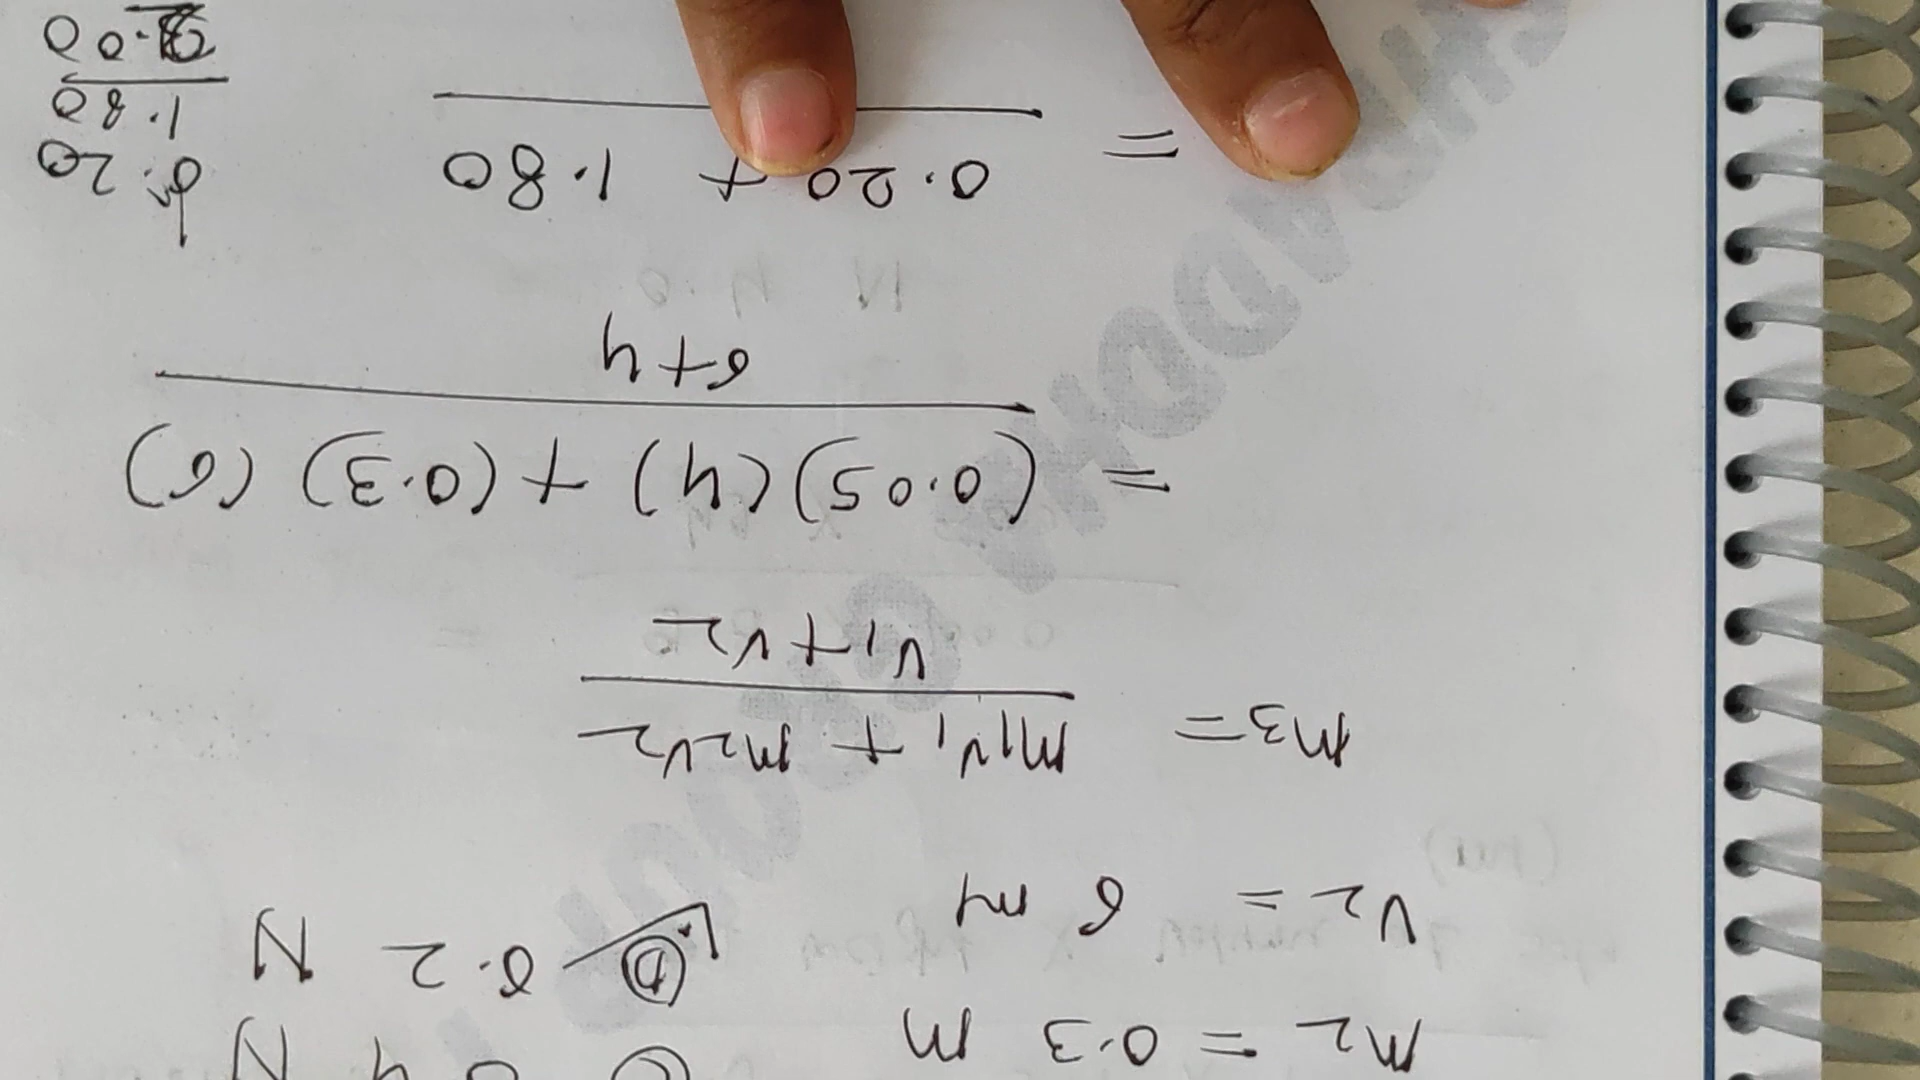 M2 = 0.3 M
V2 = 6 ml
D 0.2 N
M3 = M1V1 + M2V2
V1+V2
= (0.05)(4) + (0.3)(6)
6+4
= 0.20 + 1.80
0.20
1.80
2.00